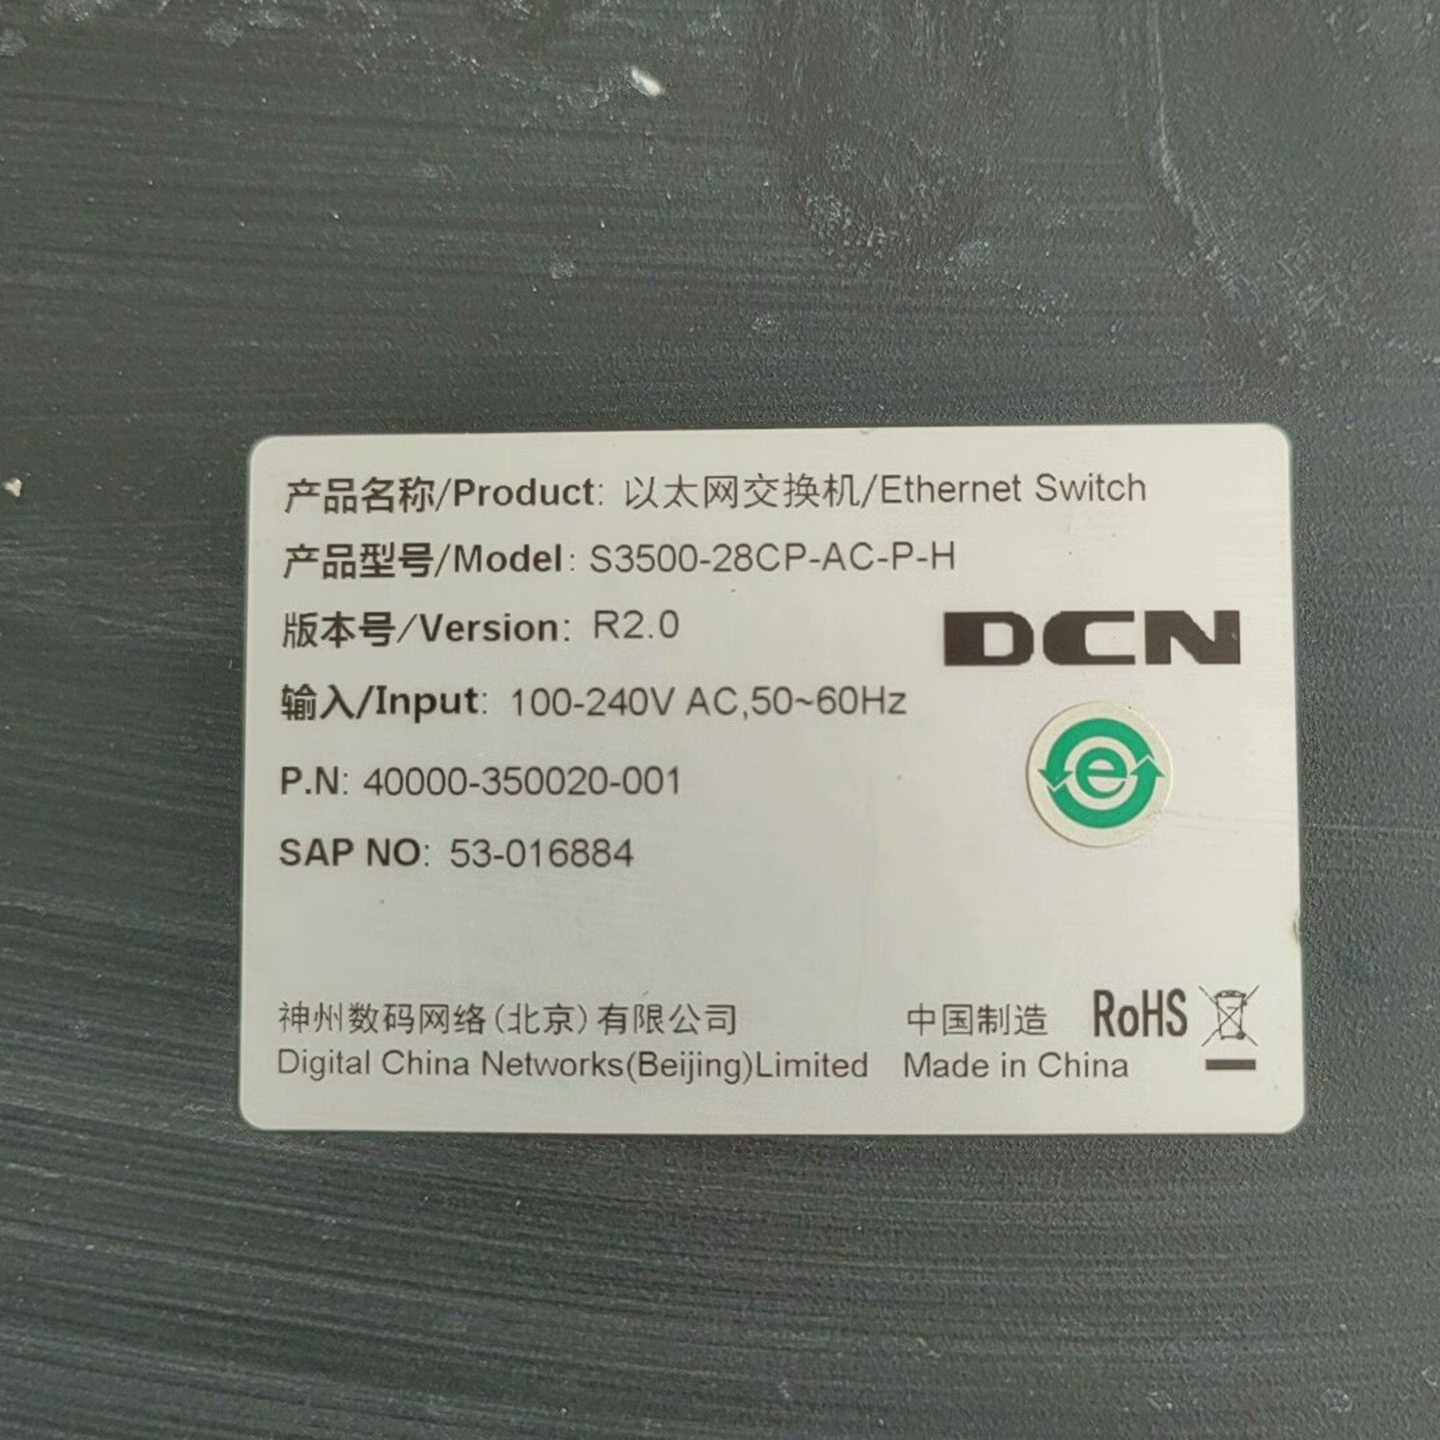 产品名称/Product: 以太网交换机/Ethernet Switch
产品型号/Model: S3500-28CP-AC-P-H
版本号/Version: R2.0
DCN
输入/Input: 100-240V AC,50~60Hz
e
P.N: 40000-350020-001
SAP NO: 53-016884
神州数码网络(北京)有限公司 中国制造 RoHS
Digital China Networks(Beijing)Limited Made in China